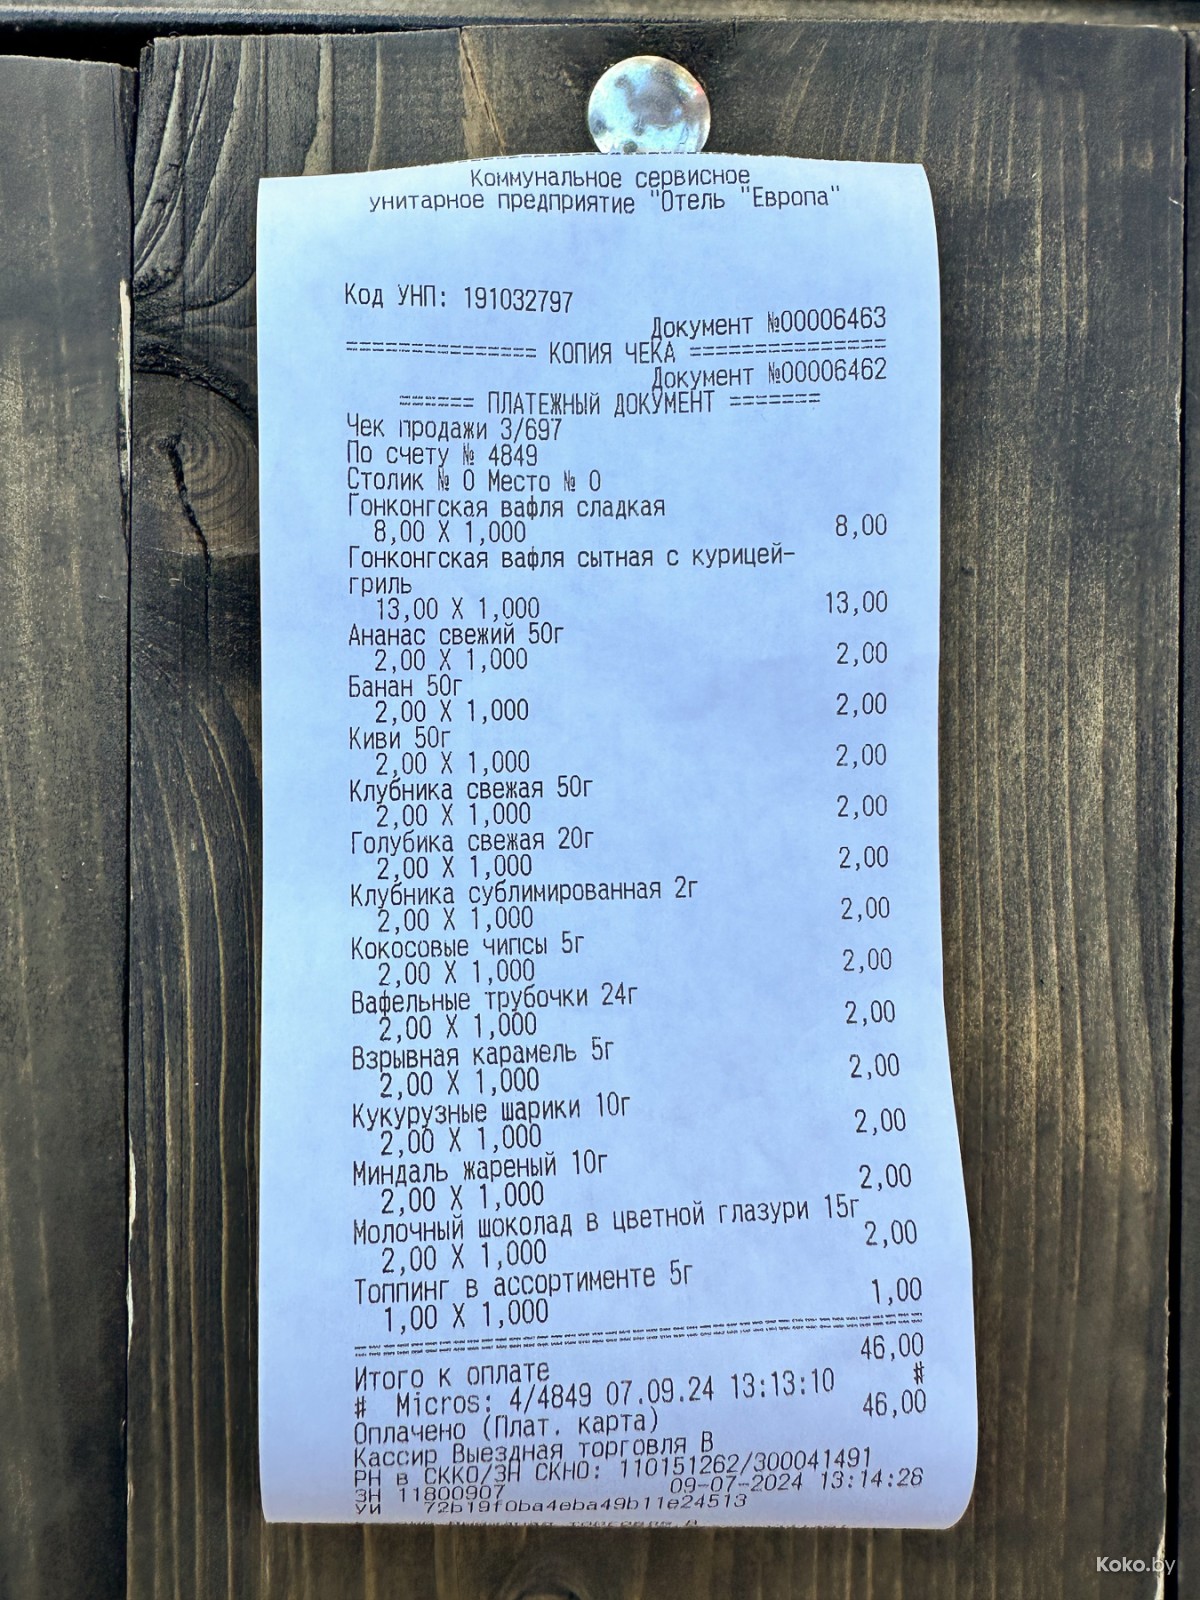 Коммунальное сервисное
унитарное предприятие "Отель "Европа"
Код УНП: 191032797
Документ №00006463
=============== КОПИЯ ЧЕКА ===============
Документ №00006462
====== ПЛАТЕЖНЫЙ ДОКУМЕНТ =======
Чек продажи 3/697
По счету № 4849
Столик № 0 Место № 0
Гонконгская вафля сладкая
8,00 X 1,000 8,00
Гонконгская вафля сытная с курицей-
гриль
13,00 X 1,000 13,00
Ананас свежий 50г
2,00 X 1,000 2,00
Банан 50г
2,00 X 1,000 2,00
Киви 50г
2,00 X 1,000 2,00
Клубника свежая 50г
2,00 X 1,000 2,00
Голубика свежая 20г
2,00 X 1,000 2,00
Клубника сублимированная 2г
2,00 X 1,000 2,00
Кокосовые чипсы 5г
2,00 X 1,000 2,00
Вафельные трубочки 24г
2,00 X 1,000 2,00
Взрывная карамель 5г
2,00 X 1,000 2,00
Кукурузные шарики 10г
2,00 X 1,000 2,00
Миндаль жареный 10г
2,00 X 1,000 2,00
Молочный шоколад в цветной глазури 15г
2,00 X 1,000 2,00
Топпинг в ассортименте 5г
1,00 X 1,000 1,00
Итого к оплате 46,00
# Micros: 4/4849 07.09.24 13:13:10 #
Оплачено (Плат. карта) 46,00
Кассир Выездная торговля В
РН в СККО/ЗН СКНО: 110151262/300041491
ЗН 11800907 09-07-2024 13:14:28
УИ 72b19f0ba4eba49b11e24513
Koko.by